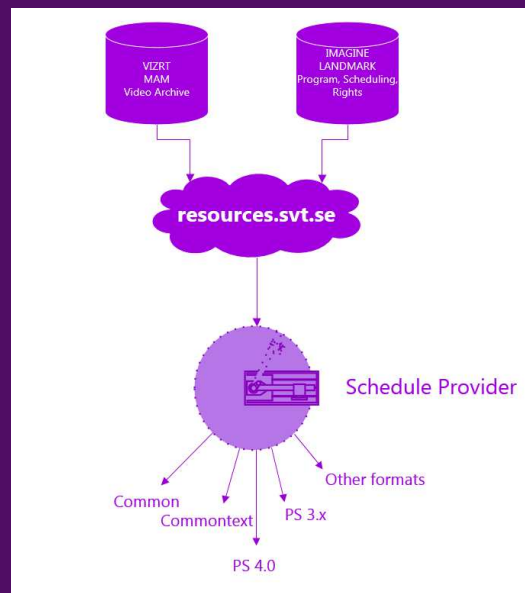 VIZRT
MAM
Video Archive
IMAGINE
LANDMARK
Program, Scheduling,
Rights
resources.svt.se
Schedule Provider
Other formats
Common
PS 3.x
Commontext
PS 4.0